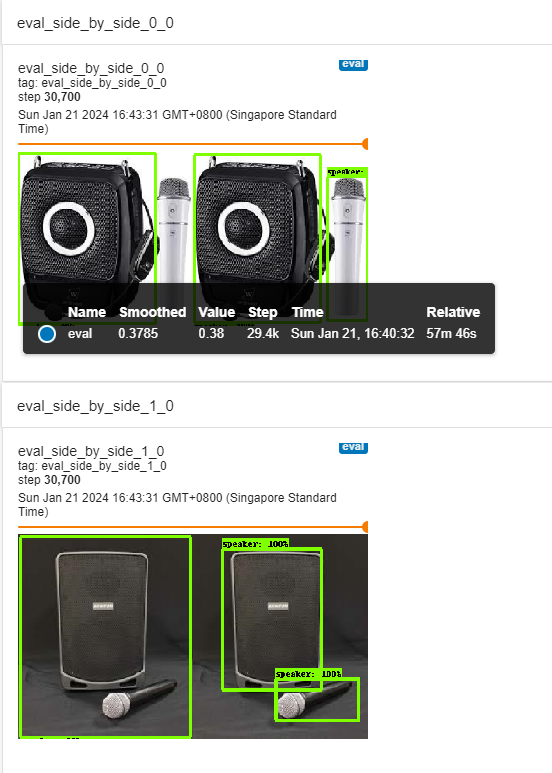 eval_side_by_side_0_0
eval_side_by_side_0_0
eval
tag: eval_side_by_side_0_0
step 30,700
Sun Jan 21 2024 16:43:31 GMT+0800 (Singapore Standard
Time)
speaker:
Name Smoothed Value Step Time Relative
eval 0.3785 0.38 29.4k Sun Jan 21, 16:40:32 57m 46s
eval_side_by_side_1_0
eval_side_by_side_1_0
eval
tag: eval_side_by_side_1_0
step 30,700
Sun Jan 21 2024 16:43:31 GMT+0800 (Singapore Standard
Time)
speaker: 100%
speaker: 100%